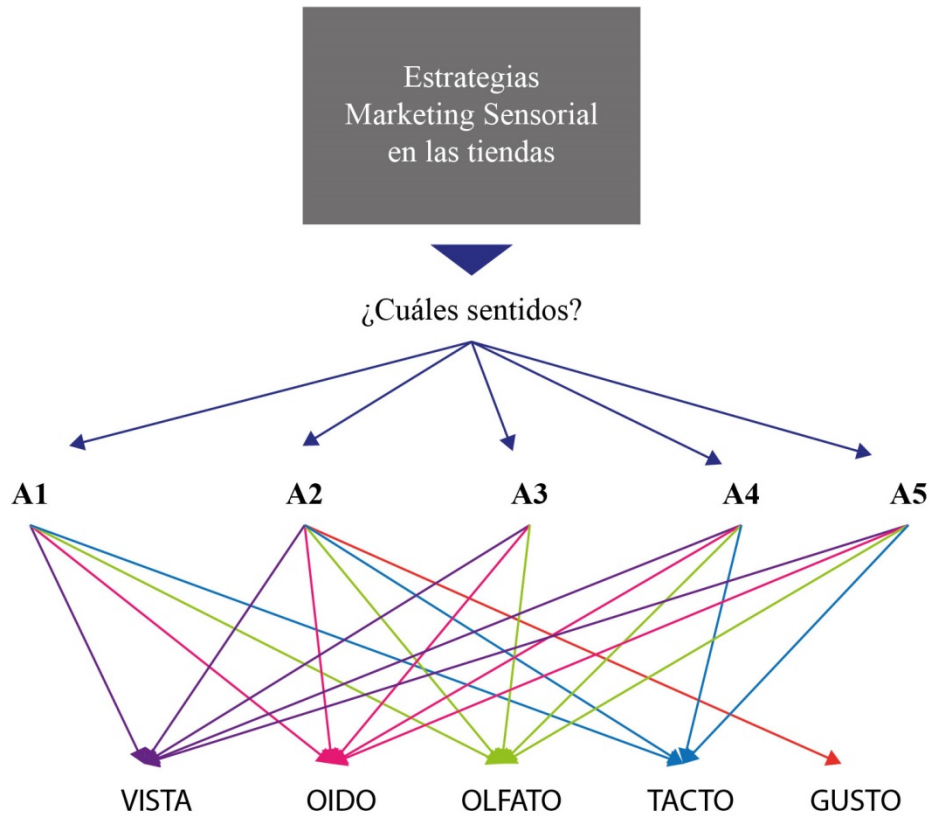 Estrategias
Marketing Sensorial
en las tiendas
¿Cuáles sentidos?
A1 A2 A3 A4 A5
VISTA OIDO OLFATO TACTO GUSTO